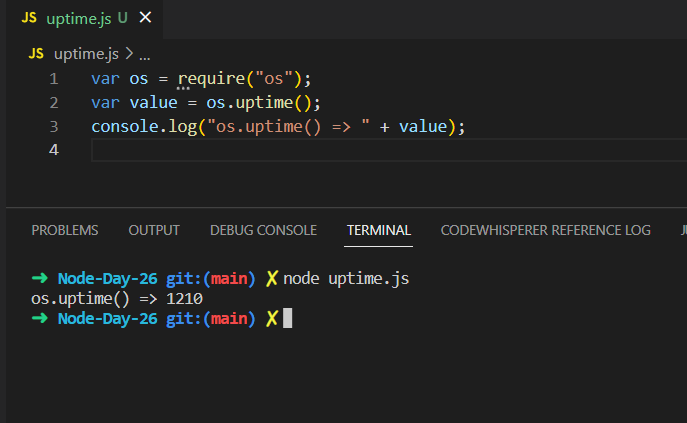 JS uptime.js U ✕
JS uptime.js > ...
1 var os = require("os");
2 var value = os.uptime();
3 console.log("os.uptime() => " + value);
4
PROBLEMS OUTPUT DEBUG CONSOLE TERMINAL CODEWHISPERER REFERENCE LOG
➜ Node-Day-26 git:(main) ✗ node uptime.js
os.uptime() => 1210
➜ Node-Day-26 git:(main) ✗